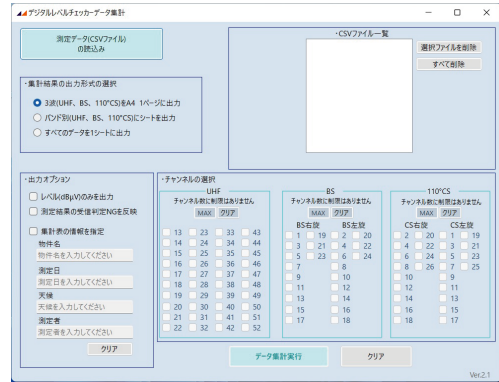 デジタルレベルチェッカーデータ集計
測定データ(CSVファイル)
の読込み
・CSVファイル一覧
選択ファイルを削除
すべて削除
・集計結果の出力形式の選択
3波(UHF、BS、110°CS)をA4 1ページに出力
バンド別(UHF、BS、110°CS)にシートを出力
すべてのデータを1シートに出力
・出力オプション
レベル(dBμV)のみを出力
測定結果の受信判定NGを反映
集計表の情報を指定
物件名
物件名を入力してください
測定日
測定日を入力してください
天候
天候を入力してください
測定者
測定者を入力してください
クリア
・チャンネルの選択
UHF
チャンネル数に制限はありません
MAX クリア
13 23 33 43
14 24 34 44
15 25 35 45
16 26 36 46
17 27 37 47
18 28 38 48
19 29 39 49
20 30 40 50
21 31 41 51
22 32 42 52
BS
チャンネル数に制限はありません
MAX クリア
BS右旋 BS左旋
1 19 2 20
3 21 4 22
5 23 6 24
7 8
9 10
11 12
13 14
15 16
17 18
110°CS
チャンネル数に制限はありません
MAX クリア
CS右旋 CS左旋
2 20 1 19
4 22 3 21
6 24 5 23
8 26 7 25
10 9
12 11
14 13
16 15
18 17
データ集計実行
クリア
Ver.2.1